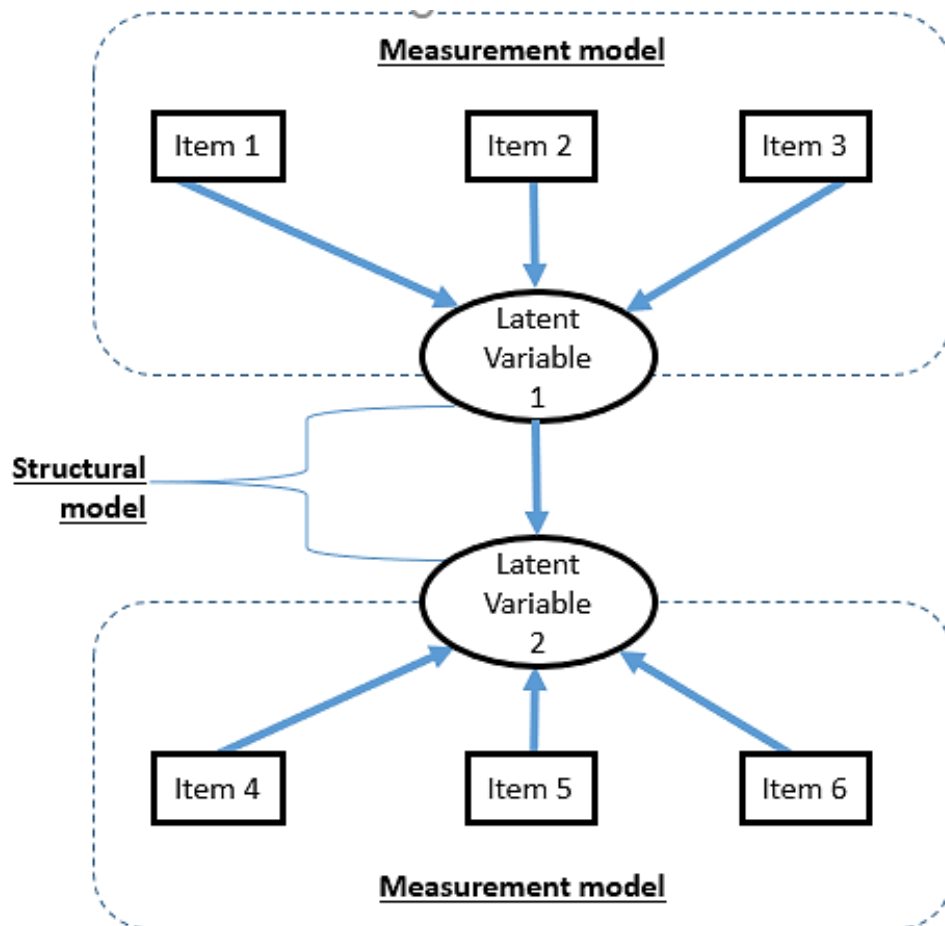 Measurement model
Item 1
Item 2
Item 3
Latent
Variable
1
Structural
model
Latent
Variable
2
Item 4
Item 5
Item 6
Measurement model